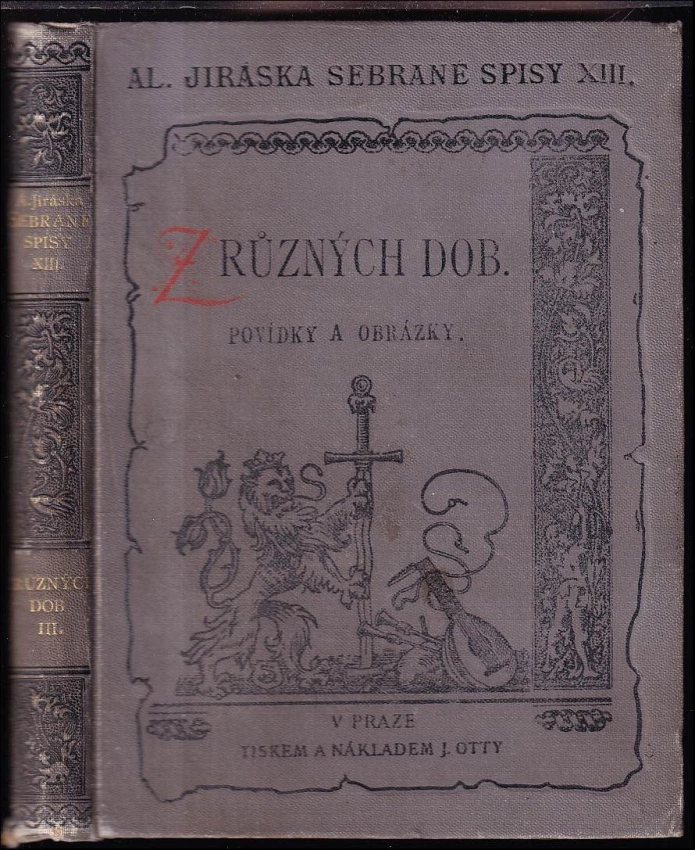 AL. JIRÁSKA SEBRANÉ SPISY XIII.
Z RŮZNÝCH DOB.
POVÍDKY A OBRÁZKY.
V PRAZE
TISKEM A NÁKLADEM J. OTTY
A. Jiráska
SEBRANÉ
SPISY
XIII.
RŮZNÝCH
DOB
III.